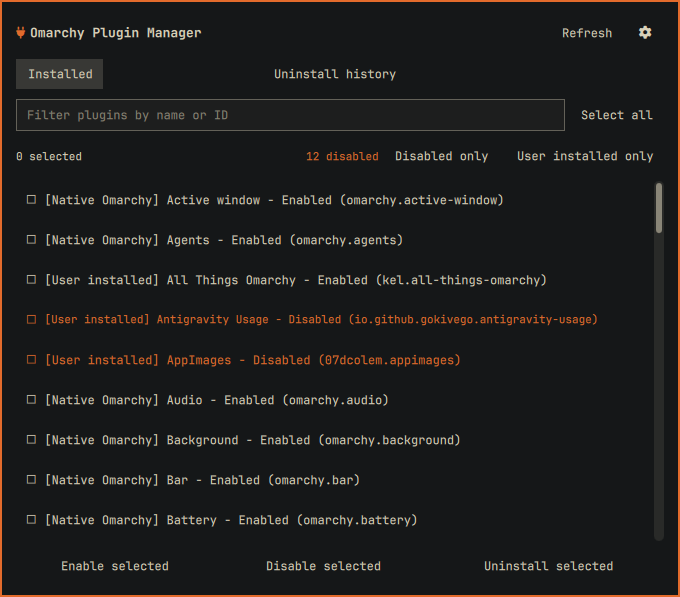 Omarchy Plugin Manager Refresh
Installed Uninstall history
Filter plugins by name or ID Select all
0 selected 12 disabled Disabled only User installed only
[Native Omarchy] Active window - Enabled (omarchy.active-window)
[Native Omarchy] Agents - Enabled (omarchy.agents)
[User installed] All Things Omarchy - Enabled (kel.all-things-omarchy)
[User installed] Antigravity Usage - Disabled (io.github.gokivego.antigravity-usage)
[User installed] AppImages - Disabled (07dcolem.appimages)
[Native Omarchy] Audio - Enabled (omarchy.audio)
[Native Omarchy] Background - Enabled (omarchy.background)
[Native Omarchy] Bar - Enabled (omarchy.bar)
[Native Omarchy] Battery - Enabled (omarchy.battery)
Enable selected Disable selected Uninstall selected